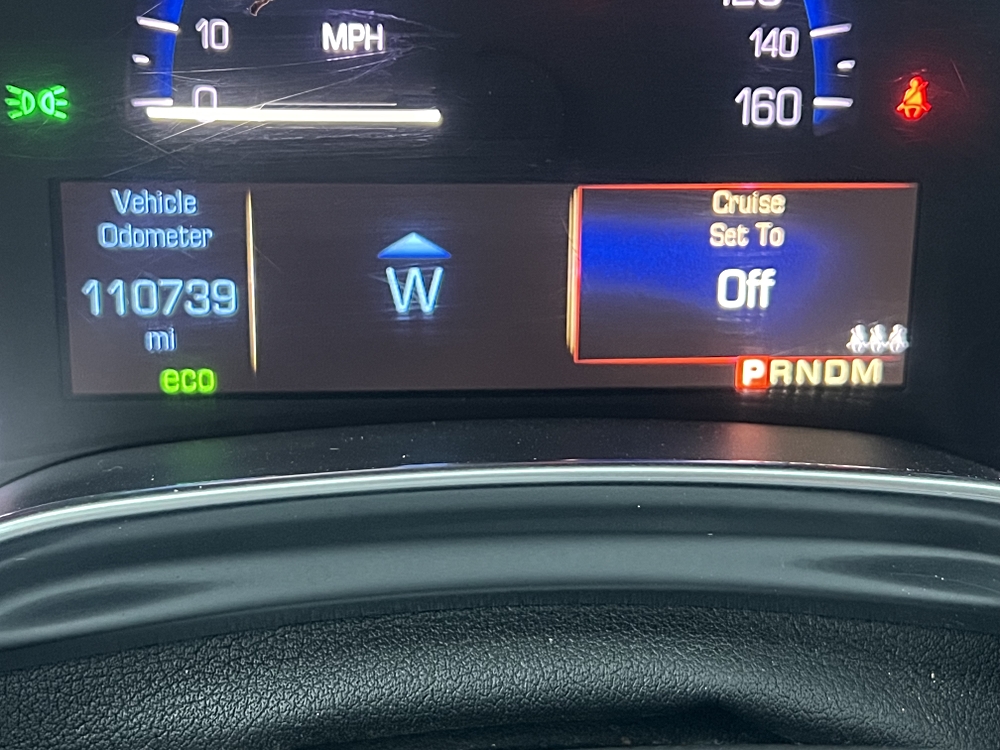 10
MPH
140
0
160
Vehicle
Odometer
110739
mi
eco
W
Cruise
Set To
Off
PRNDM